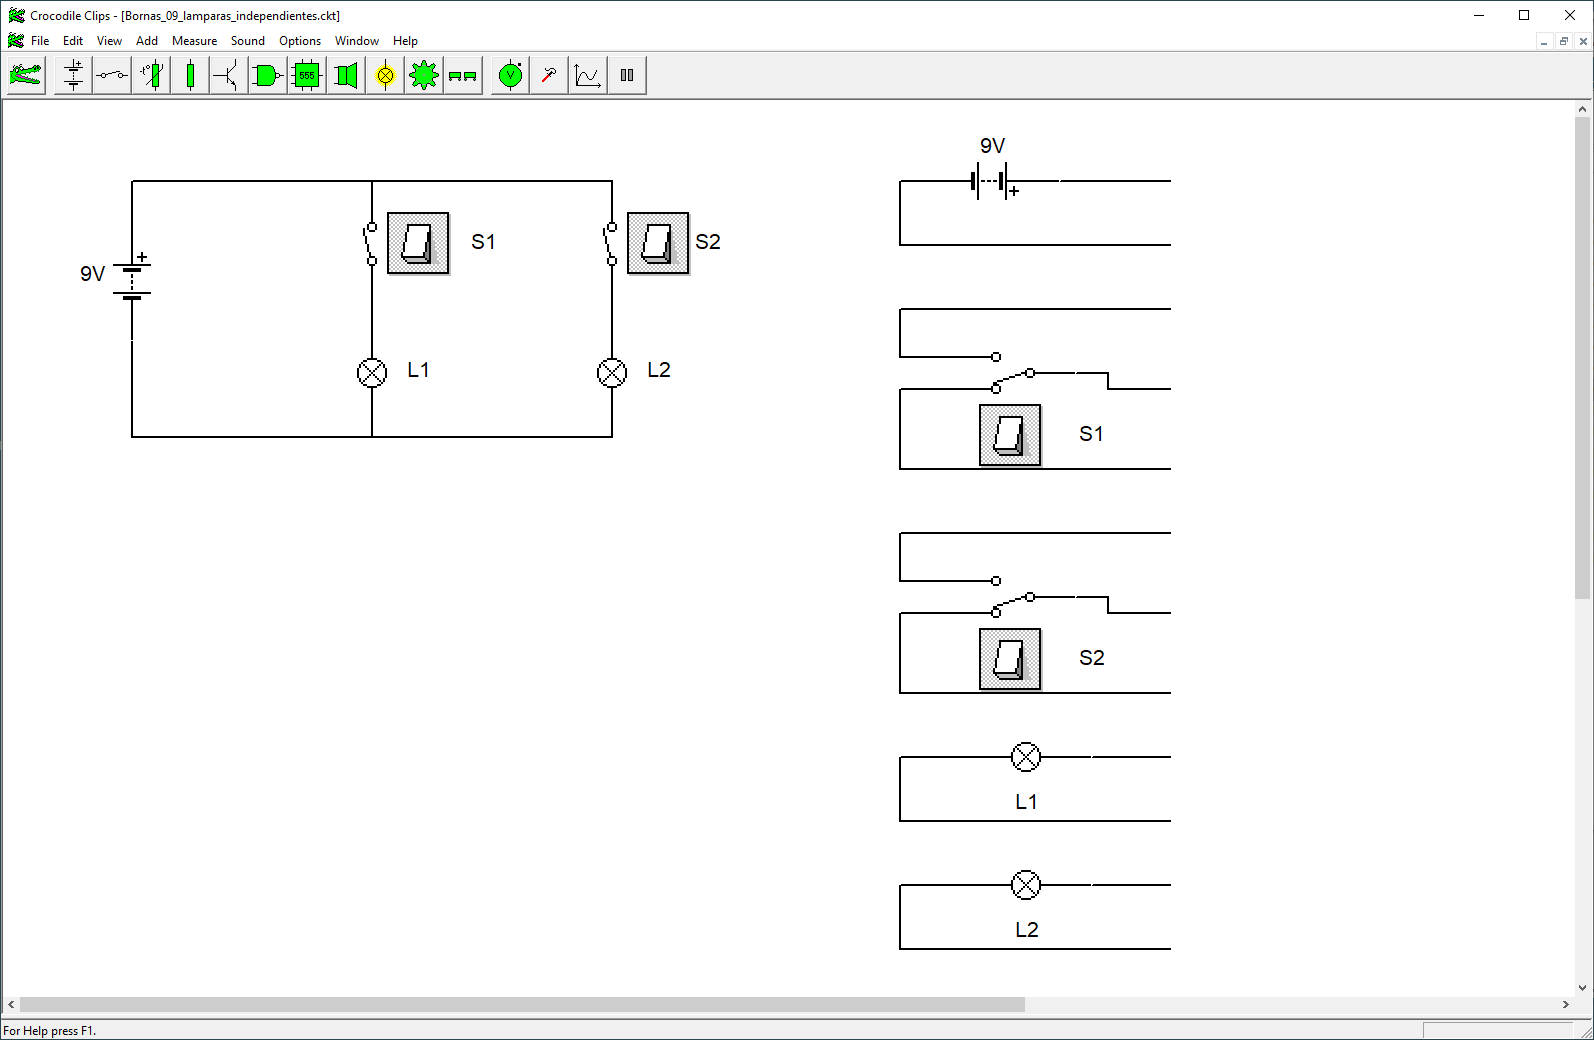 Crocodile Clips - [Bornas_09_lamparas_independientes.ckt]
File Edit View Add Measure Sound Options Window Help
555 V
9V
S1 S2
9V
L1 L2
S1
S2
L1
L2
For Help press F1.